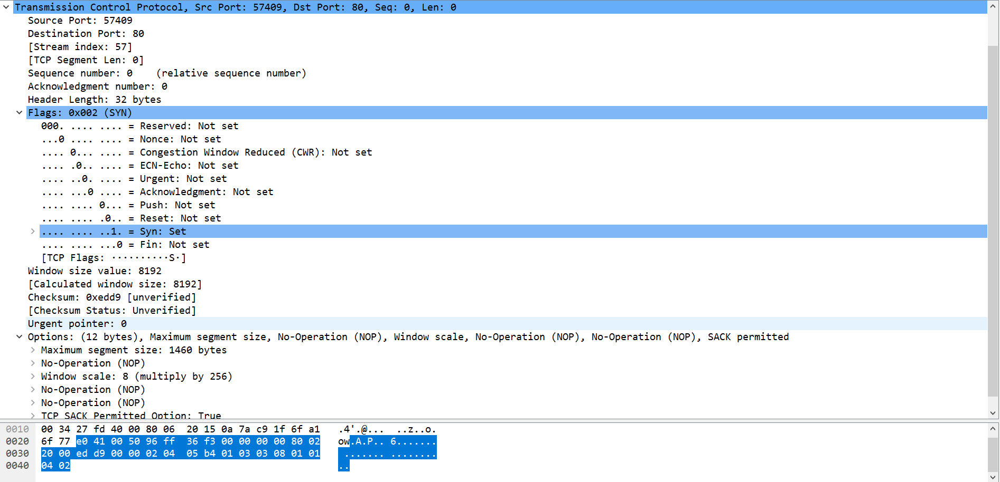 Transmission Control Protocol, Src Port: 57409, Dst Port: 80, Seq: 0, Len: 0
Source Port: 57409
Destination Port: 80
[Stream index: 57]
[TCP Segment Len: 0]
Sequence number: 0    (relative sequence number)
Acknowledgment number: 0
Header Length: 32 bytes
Flags: 0x002 (SYN)
000. .... .... = Reserved: Not set
...0 .... .... = Nonce: Not set
.... 0... .... = Congestion Window Reduced (CWR): Not set
.... .0.. .... = ECN-Echo: Not set
.... ..0. .... = Urgent: Not set
.... ...0 .... = Acknowledgment: Not set
.... .... 0... = Push: Not set
.... .... .0.. = Reset: Not set
.... .... ..1. = Syn: Set
.... .... ...0 = Fin: Not set
[TCP Flags: ··········S·]
Window size value: 8192
[Calculated window size: 8192]
Checksum: 0xedd9 [unverified]
[Checksum Status: Unverified]
Urgent pointer: 0
Options: (12 bytes), Maximum segment size, No-Operation (NOP), Window scale, No-Operation (NOP), No-Operation (NOP), SACK permitted
Maximum segment size: 1460 bytes
No-Operation (NOP)
Window scale: 8 (multiply by 256)
No-Operation (NOP)
No-Operation (NOP)
TCP SACK Permitted Option: True
0010 00 34 27 fd 40 00 80 06  20 15 0a 7a c9 1f 6f a1 .4'.@...  ..z..o.
0020 6f 77 e0 41 00 50 96 ff  36 f3 00 00 00 00 80 02 ow.A.P.. 6.......
0030 20 00 ed d9 00 00 02 04  05 b4 01 03 03 08 01 01  ....... ........
0040 04 02 ..